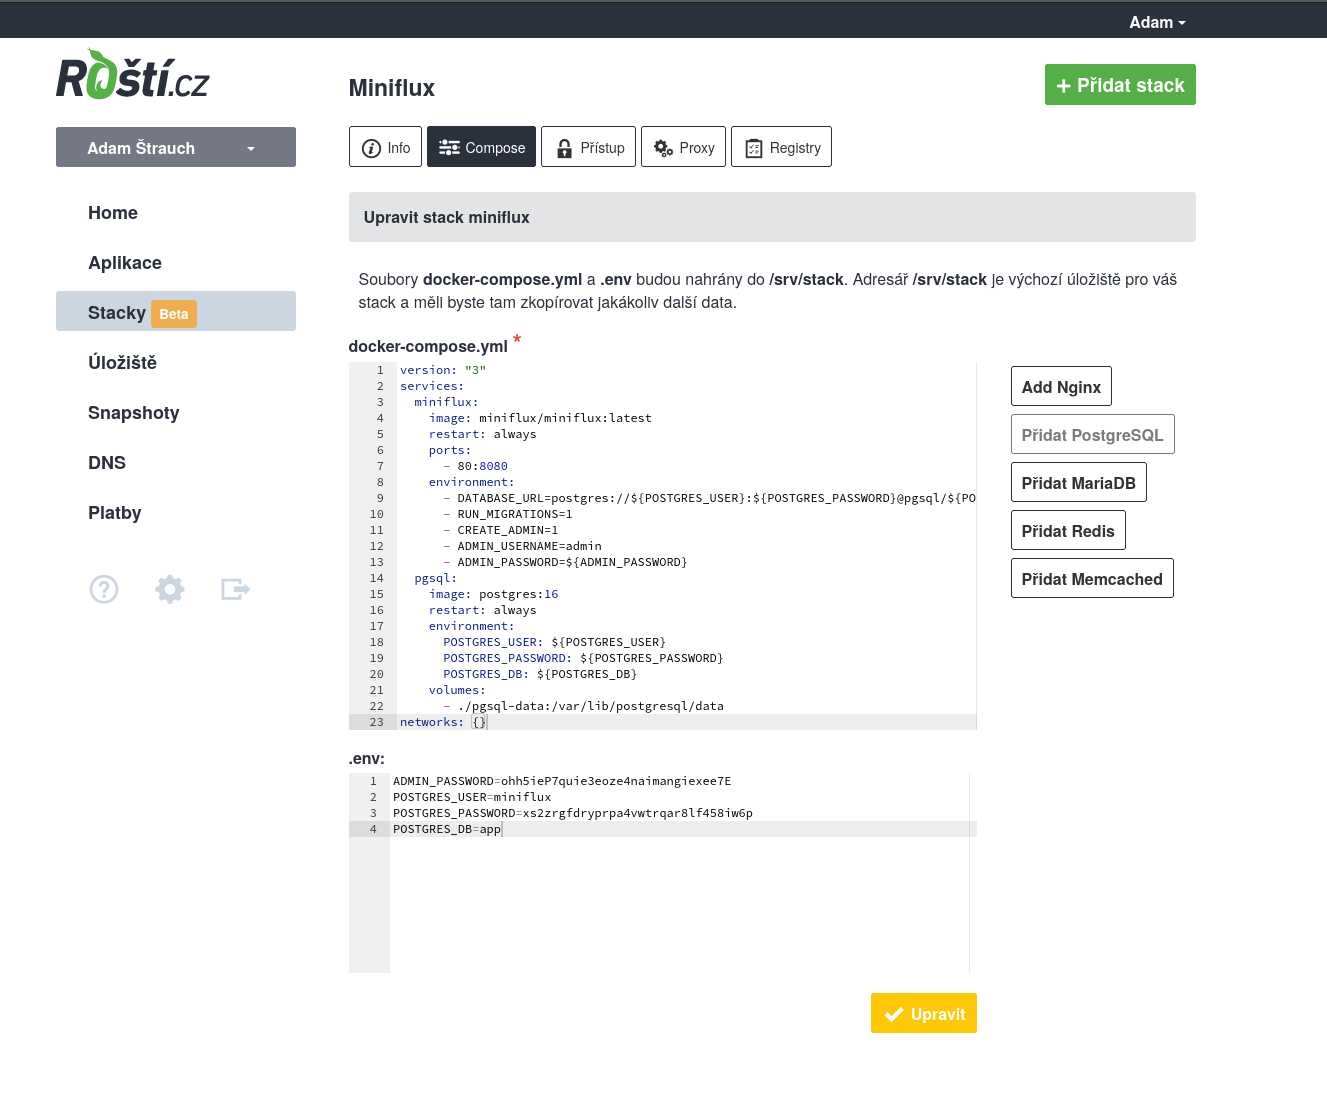 Adam
Roští.cz
Miniflux
+ Přidat stack
Adam Štrauch
Info
Compose
Přístup
Proxy
Registry
Home
Aplikace
Stacky Beta
Úložiště
Snapshoty
DNS
Platby
Upravit stack miniflux
Soubory docker-compose.yml a .env budou nahrány do /srv/stack. Adresář /srv/stack je výchozí úložiště pro váš
stack a měli byste tam zkopírovat jakákoliv další data.
docker-compose.yml *
1 version: "3"
2 services:
3   miniflux:
4     image: miniflux/miniflux:latest
5     restart: always
6     ports:
7       - 80:8080
8     environment:
9       - DATABASE_URL=postgres://${POSTGRES_USER}:${POSTGRES_PASSWORD}@pgsql/${PO
10       - RUN_MIGRATIONS=1
11       - CREATE_ADMIN=1
12       - ADMIN_USERNAME=admin
13       - ADMIN_PASSWORD=${ADMIN_PASSWORD}
14   pgsql:
15     image: postgres:16
16     restart: always
17     environment:
18       POSTGRES_USER: ${POSTGRES_USER}
19       POSTGRES_PASSWORD: ${POSTGRES_PASSWORD}
20       POSTGRES_DB: ${POSTGRES_DB}
21     volumes:
22       - ./pgsql-data:/var/lib/postgresql/data
23 networks: {}
Add Nginx
Přidat PostgreSQL
Přidat MariaDB
Přidat Redis
Přidat Memcached
.env:
1 ADMIN_PASSWORD=ohh5ieP7quie3eoze4naimangiexee7E
2 POSTGRES_USER=miniflux
3 POSTGRES_PASSWORD=xs2zrgfdryprpa4vwtrqar8lf458iw6p
4 POSTGRES_DB=app
Upravit